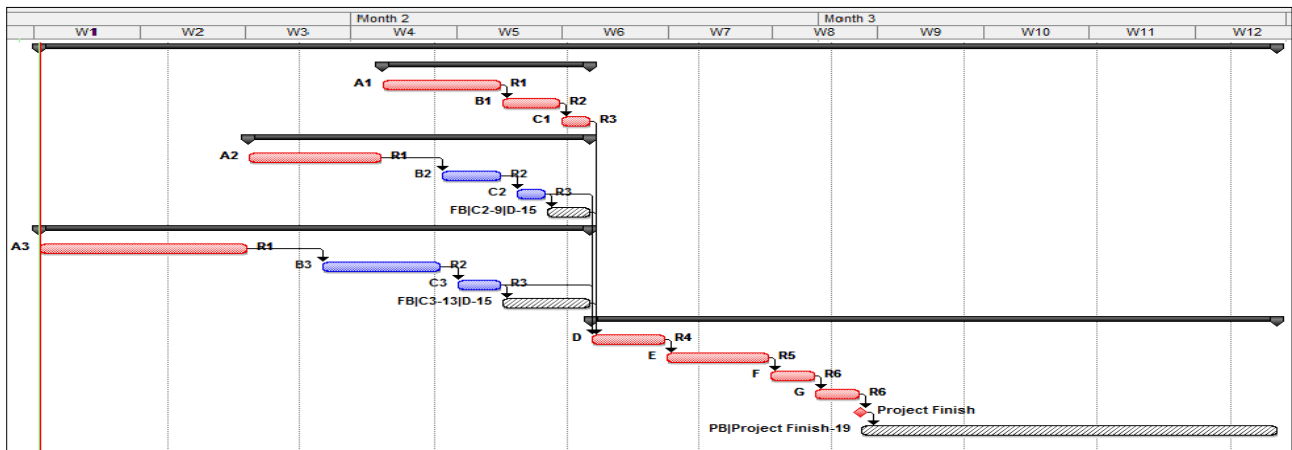 Month 2 Month 3
W1 W2 W3 W4 W5 W6 W7 W8 W9 W10 W11 W12
A1 R1
B1 R2
C1 R3
A2 R1
B2 R2
C2 R3
FB|C2-9|D-15
A3 R1
B3 R2
C3 R3
FB|C3-13|D-15
D R4
E R5
F R6
G R6
Project Finish
PB|Project Finish-19